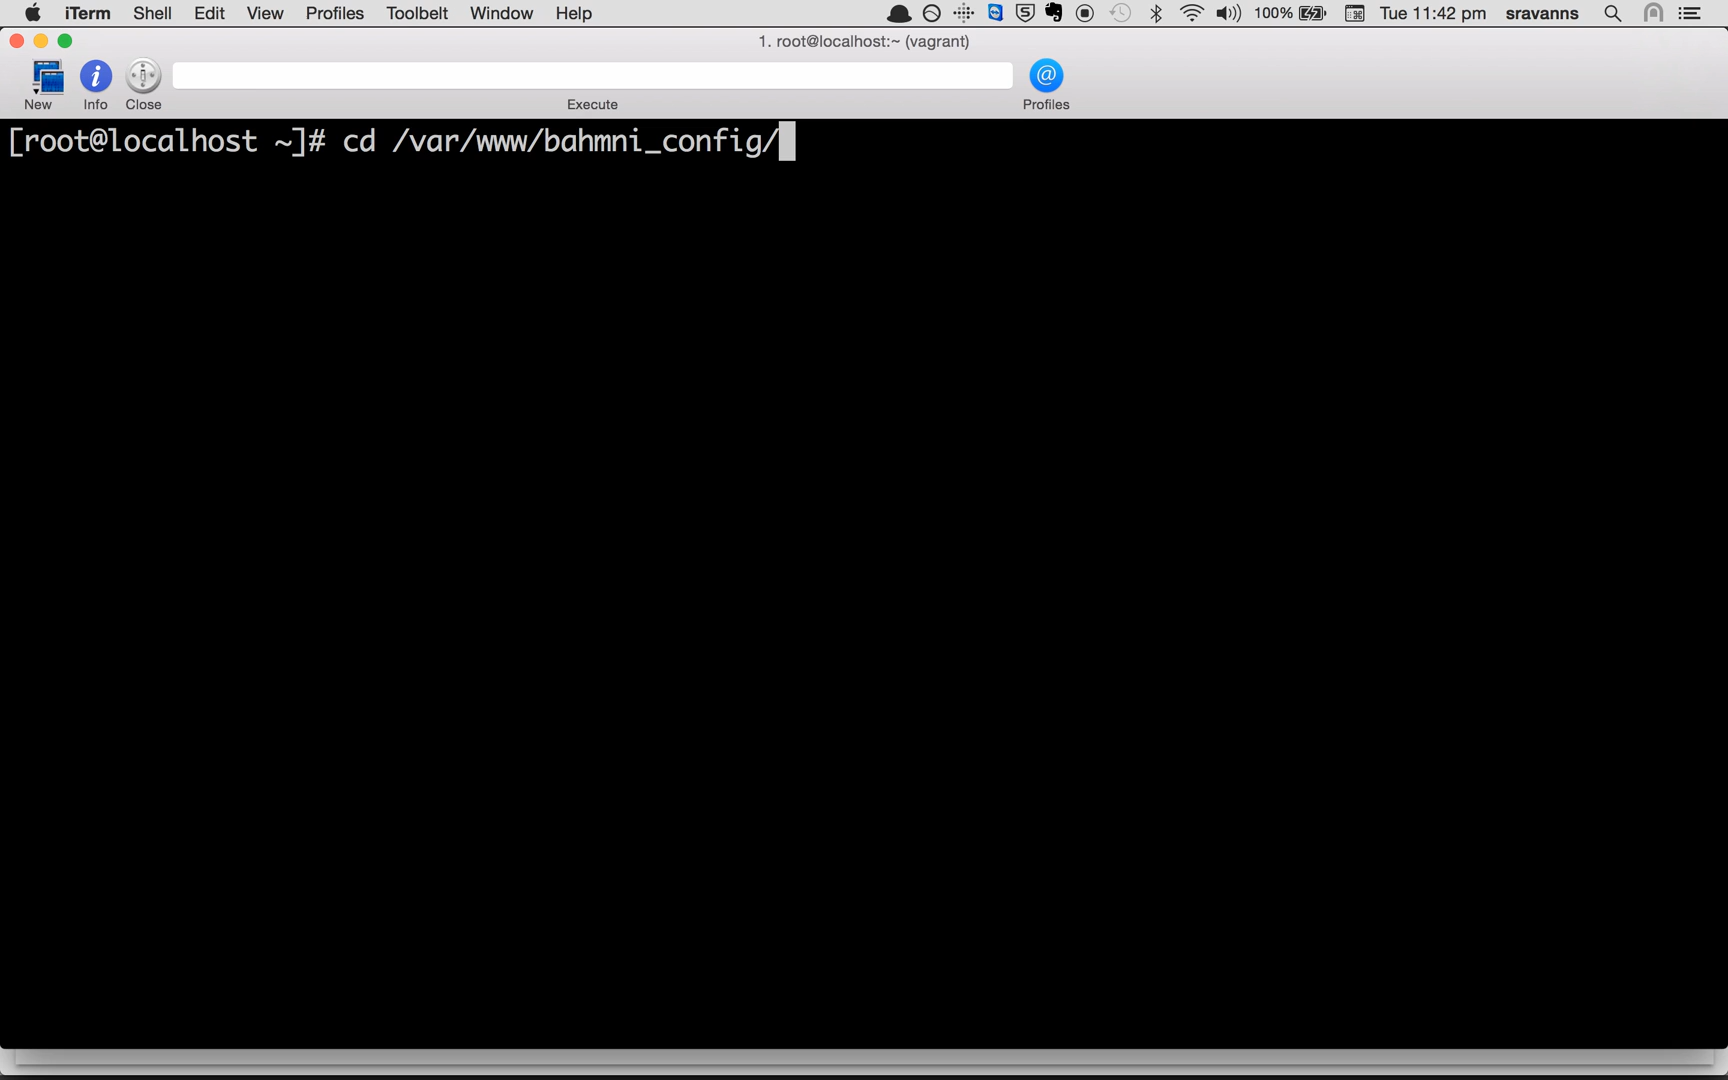 iTerm Shell Edit View Profiles Toolbelt Window Help 100% Tue 11:42 pm sravanns
1. root@localhost:~ (vagrant)
New Info Close Execute Profiles
[root@localhost ~]# cd /var/www/bahmni_config/